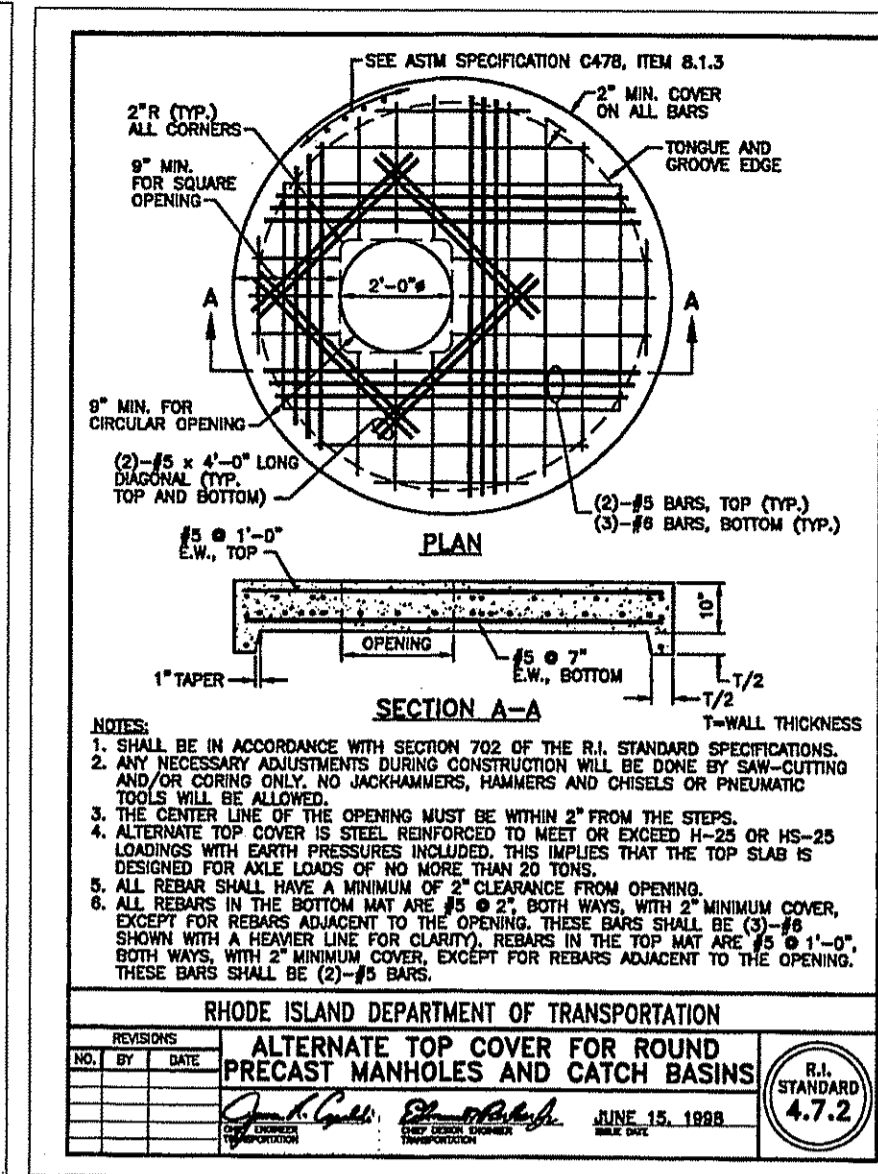 SEE ASTM SPECIFICATION C478, ITEM 8.1.3
2"R (TYP.)
ALL CORNERS
2" MIN. COVER
ON ALL BARS
9" MIN.
FOR SQUARE
OPENING
TONGUE AND
GROOVE EDGE
2'-0"ø
A
A
9" MIN. FOR
CIRCULAR OPENING
(2)-#5 x 4'-0" LONG
DIAGONAL (TYP.
TOP AND BOTTOM)
(2)-#5 BARS, TOP (TYP.)
(3)-#6 BARS, BOTTOM (TYP.)
PLAN
#5 @ 1'-0"
E.W., TOP
10"
OPENING
#5 @ 7"
E.W., BOTTOM
1" TAPER
T/2
T/2
T=WALL THICKNESS
SECTION A-A
NOTES:
1. SHALL BE IN ACCORDANCE WITH SECTION 702 OF THE R.I. STANDARD SPECIFICATIONS.
2. ANY NECESSARY ADJUSTMENTS DURING CONSTRUCTION WILL BE DONE BY SAW-CUTTING
AND/OR CORING ONLY. NO JACKHAMMERS, HAMMERS AND CHISELS OR PNEUMATIC
TOOLS WILL BE ALLOWED.
3. THE CENTER LINE OF THE OPENING MUST BE WITHIN 2" FROM THE STEPS.
4. ALTERNATE TOP COVER IS STEEL REINFORCED TO MEET OR EXCEED H-25 OR HS-25
LOADINGS WITH EARTH PRESSURES INCLUDED. THIS IMPLIES THAT THE TOP SLAB IS
DESIGNED FOR AXLE LOADS OF NO MORE THAN 20 TONS.
5. ALL REBAR SHALL HAVE A MINIMUM OF 2" CLEARANCE FROM OPENING.
6. ALL REBARS IN THE BOTTOM MAT ARE #5 @ 2", BOTH WAYS, WITH 2" MINIMUM COVER,
EXCEPT FOR REBARS ADJACENT TO THE OPENING. THESE BARS SHALL BE (3)-#6
SHOWN WITH A HEAVIER LINE FOR CLARITY). REBARS IN THE TOP MAT ARE #5 @ 1'-0",
BOTH WAYS, WITH 2" MINIMUM COVER, EXCEPT FOR REBARS ADJACENT TO THE OPENING.
THESE BARS SHALL BE (2)-#5 BARS.
RHODE ISLAND DEPARTMENT OF TRANSPORTATION
REVISIONS
NO. BY DATE
ALTERNATE TOP COVER FOR ROUND
PRECAST MANHOLES AND CATCH BASINS
CHIEF ENGINEER
TRANSPORTATION
CHIEF DESIGN ENGINEER
TRANSPORTATION
JUNE 15, 1998
ISSUE DATE
R.I.
STANDARD
4.7.2